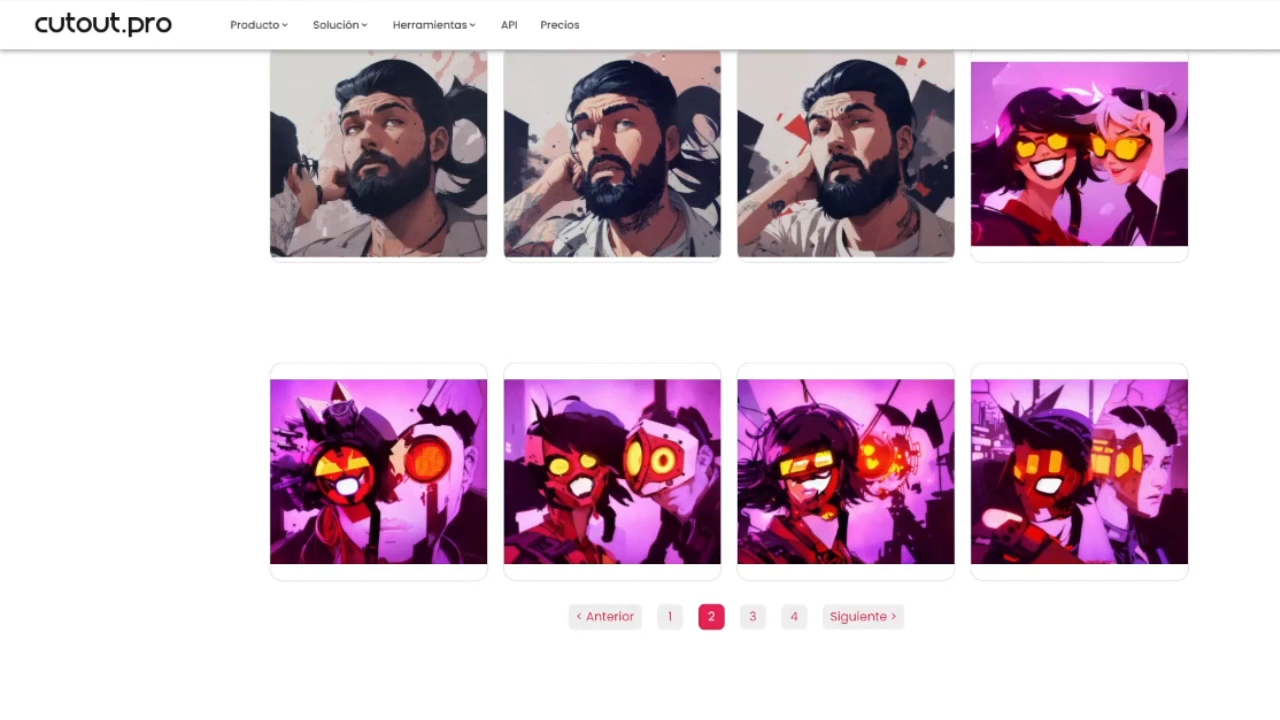 cutout.pro
Producto
Solución
Herramientas
API
Precios
< Anterior
1
2
3
4
Siguiente >